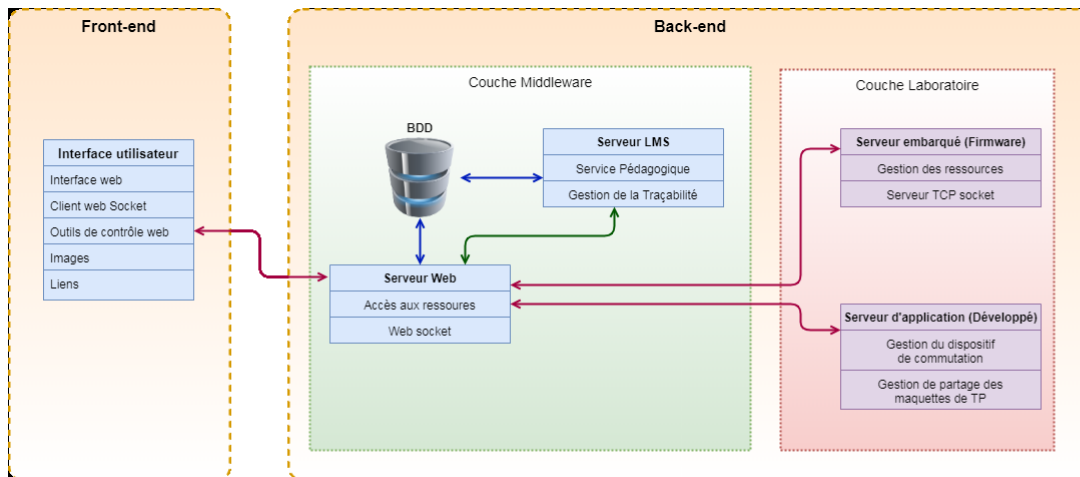 Front-end
Interface utilisateur
Interface web
Client web Socket
Outils de contrôle web
Images
Liens
Back-end
Couche Middleware
BDD
Serveur LMS
Service Pédagogique
Gestion de la Traçabilité
Serveur Web
Accès aux ressoures
Web socket
Couche Laboratoire
Serveur embarqué (Firmware)
Gestion des ressources
Serveur TCP socket
Serveur d'application (Développé)
Gestion du dispositif
de commutation
Gestion de partage des
maquettes de TP